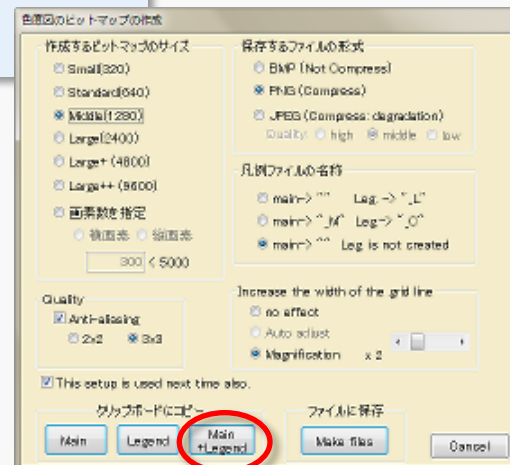 色原図のビットマップの作成
作成するビットマップのサイズ
Small(320)
Standard(640)
Middle(1280)
Large(2400)
Large+ (4800)
Large++ (9600)
画素数を指定
横画素 縦画素
300 < 5000
保存するファイルの形式
BMP (Not Compress)
PNG (Compress)
JPEG (Compress: degradation)
Quality: high middle low
凡例ファイルの名称
main-> "" Leg.-> "_L"
main-> "_M" Leg-> "_O"
main-> "" Leg is not created
Quality
Anti-aliasing
2x2 3x3
Increase the width of the grid line
no effect
Auto adjust
Magnification x 2
This setup is used next time also.
クリップボードにコピー
Main Legend Main
+Legend
ファイルに保存
Make files
Cancel